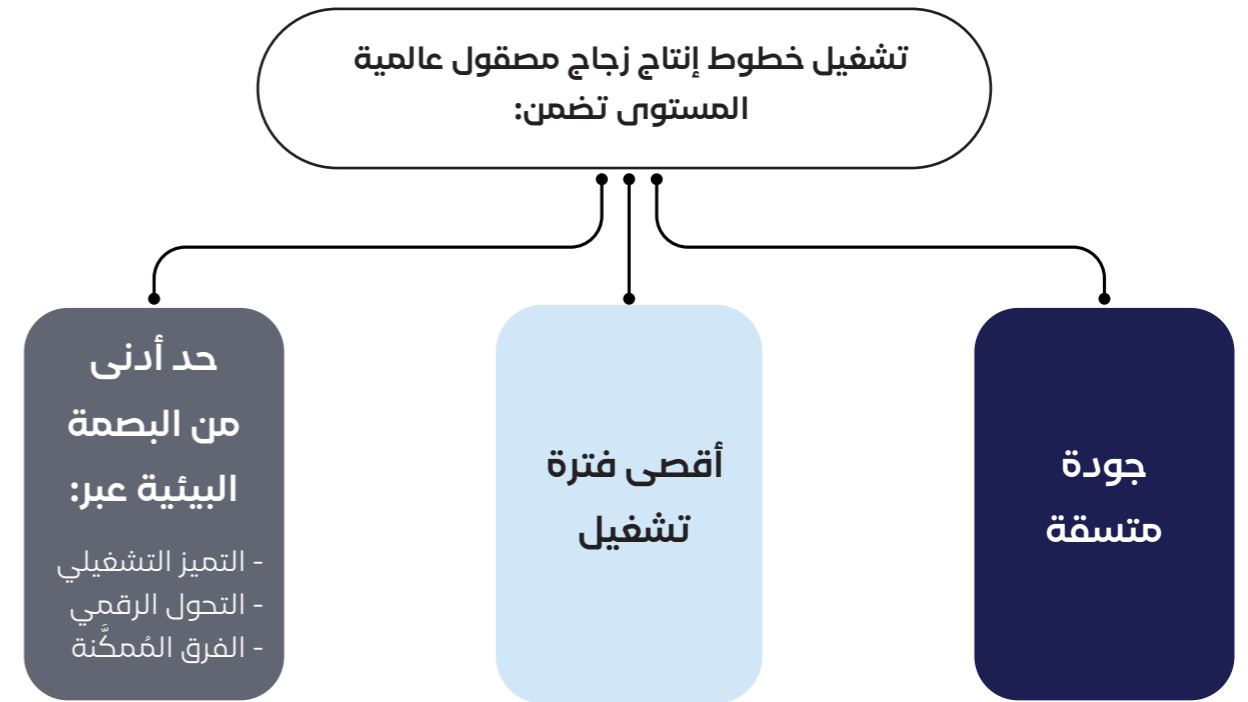 تشغيل خطوط إنتاج زجاج مصقول عالمية
المستوى تضمن:
جودة
متسقة
أقصى فترة
تشغيل
حد أدنى
من البصمة
البيئية عبر:
- التميز التشغيلي
- التحول الرقمي
- الفرق المُمكَّنة